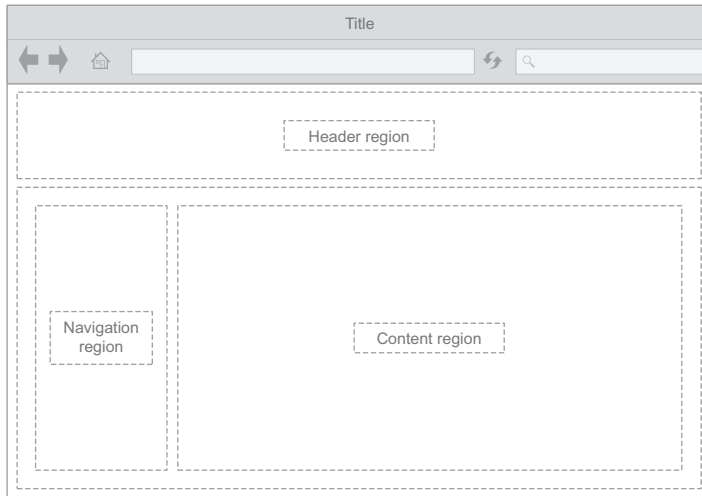 Title
Header region
Navigation
region
Content region